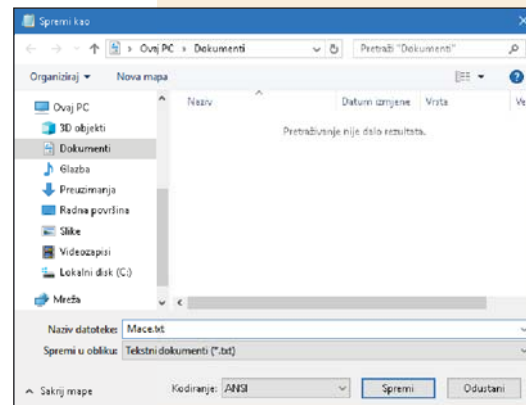 Spremi kao
Ovaj PC > Dokumenti
Pretraži "Dokumenti"
Organiziraj
Nova mapa
Naziv
Datum izmjene
Vrsta
Ve
Pretraživanje nije dalo rezultata.
Ovaj PC
3D objekti
Dokumenti
Glazba
Preuzimanja
Radna površina
Slike
Videozapisi
Lokalni disk (C:)
Mreža
Naziv datoteke: Mace.txt
Spremi u obliku: Tekstni dokumenti (*.txt)
Sakrij mape
Kodiranje: ANSI
Spremi
Odustani